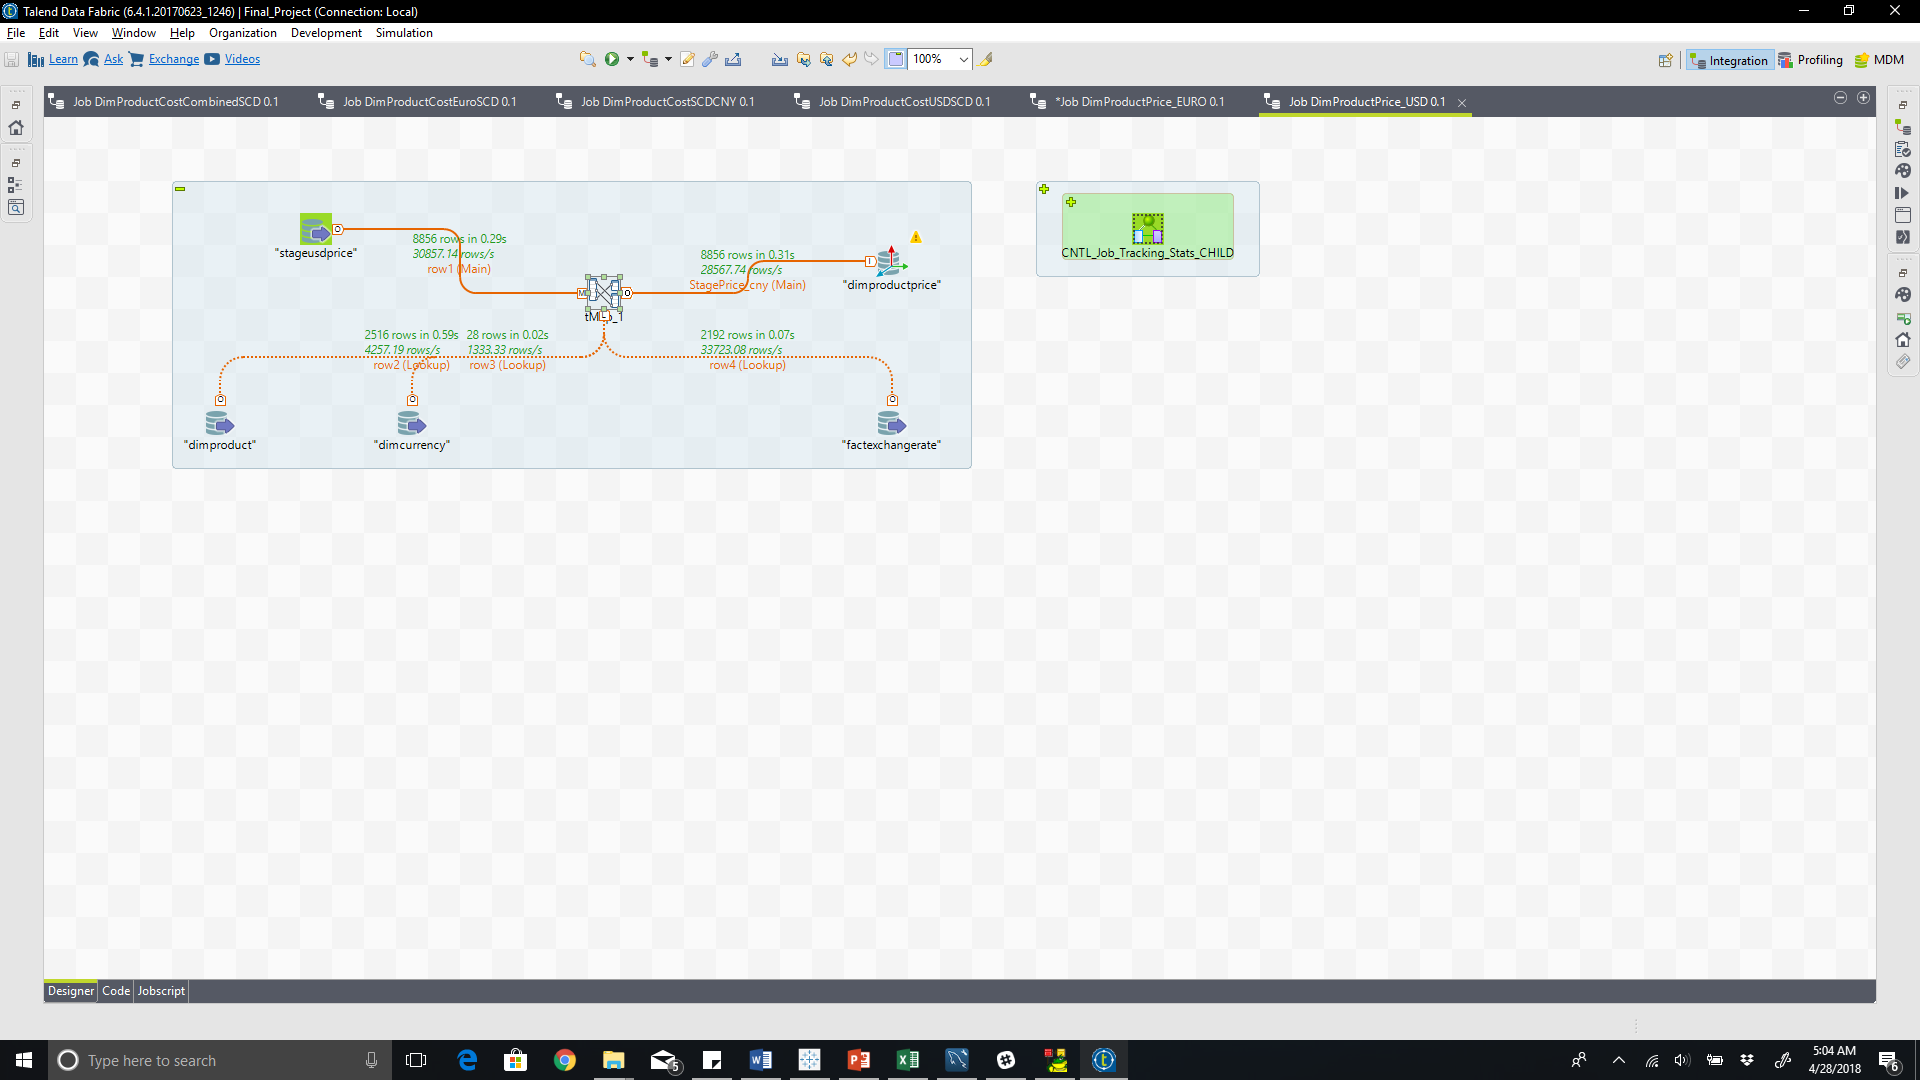 Talend Data Fabric (6.4.1.20170623_1246) | Final_Project (Connection: Local)
File Edit View Window Help Organization Development Simulation
Learn Ask Exchange Videos 100% Integration Profiling MDM
Job DimProductCostCombinedSCD 0.1 Job DimProductCostEuroSCD 0.1 Job DimProductCostSCDCNY 0.1 Job DimProductCostUSDSCD 0.1 *Job DimProductPrice_EURO 0.1 Job DimProductPrice_USD 0.1
"stageusdprice"
8856 rows in 0.29s
30857.14 rows/s
row1 (Main)
8856 rows in 0.31s
28567.74 rows/s
StagePrice_cny (Main)
"dimproductprice"
CNTL_Job_Tracking_Stats_CHILD
2516 rows in 0.59s
4257.19 rows/s
row2 (Lookup)
28 rows in 0.02s
1333.33 rows/s
row3 (Lookup)
2192 rows in 0.07s
33723.08 rows/s
row4 (Lookup)
"dimproduct" "dimcurrency" "factexchangerate"
Designer Code Jobscript
Type here to search
5
5:04 AM
4/28/2018
6